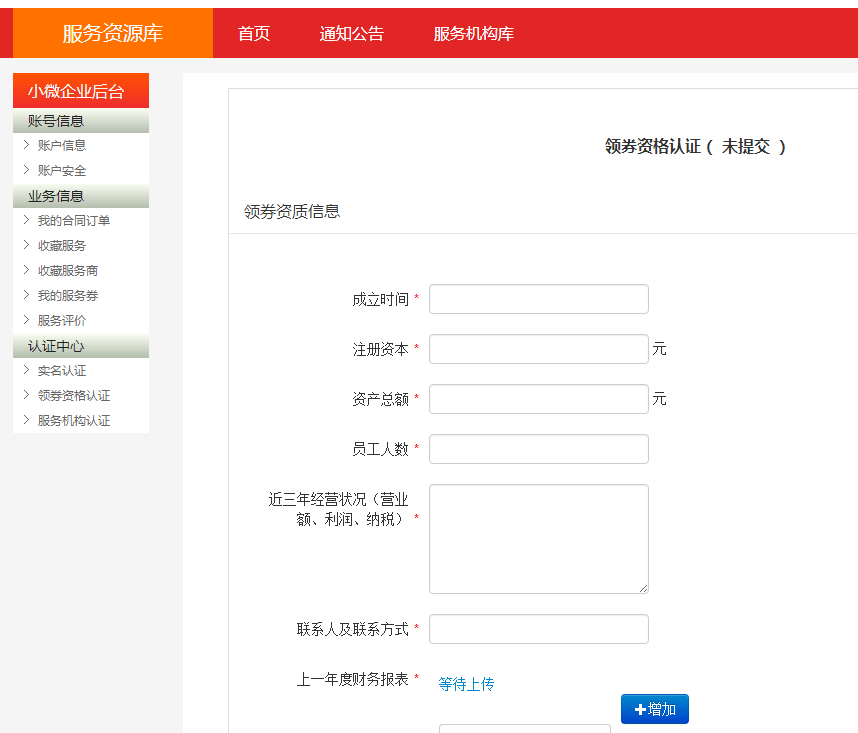 服务资源库 首页 通知公告 服务机构库
小微企业后台
账号信息
账户信息
账户安全
业务信息
我的合同订单
收藏服务
收藏服务商
我的服务券
服务评价
认证中心
实名认证
领券资格认证
服务机构认证
领券资格认证（ 未提交 ）
领券资质信息
成立时间 *
注册资本 * 元
资产总额 * 元
员工人数 *
近三年经营状况（营业
额、利润、纳税） *
联系人及联系方式 *
上一年度财务报表 * 等待上传
+增加